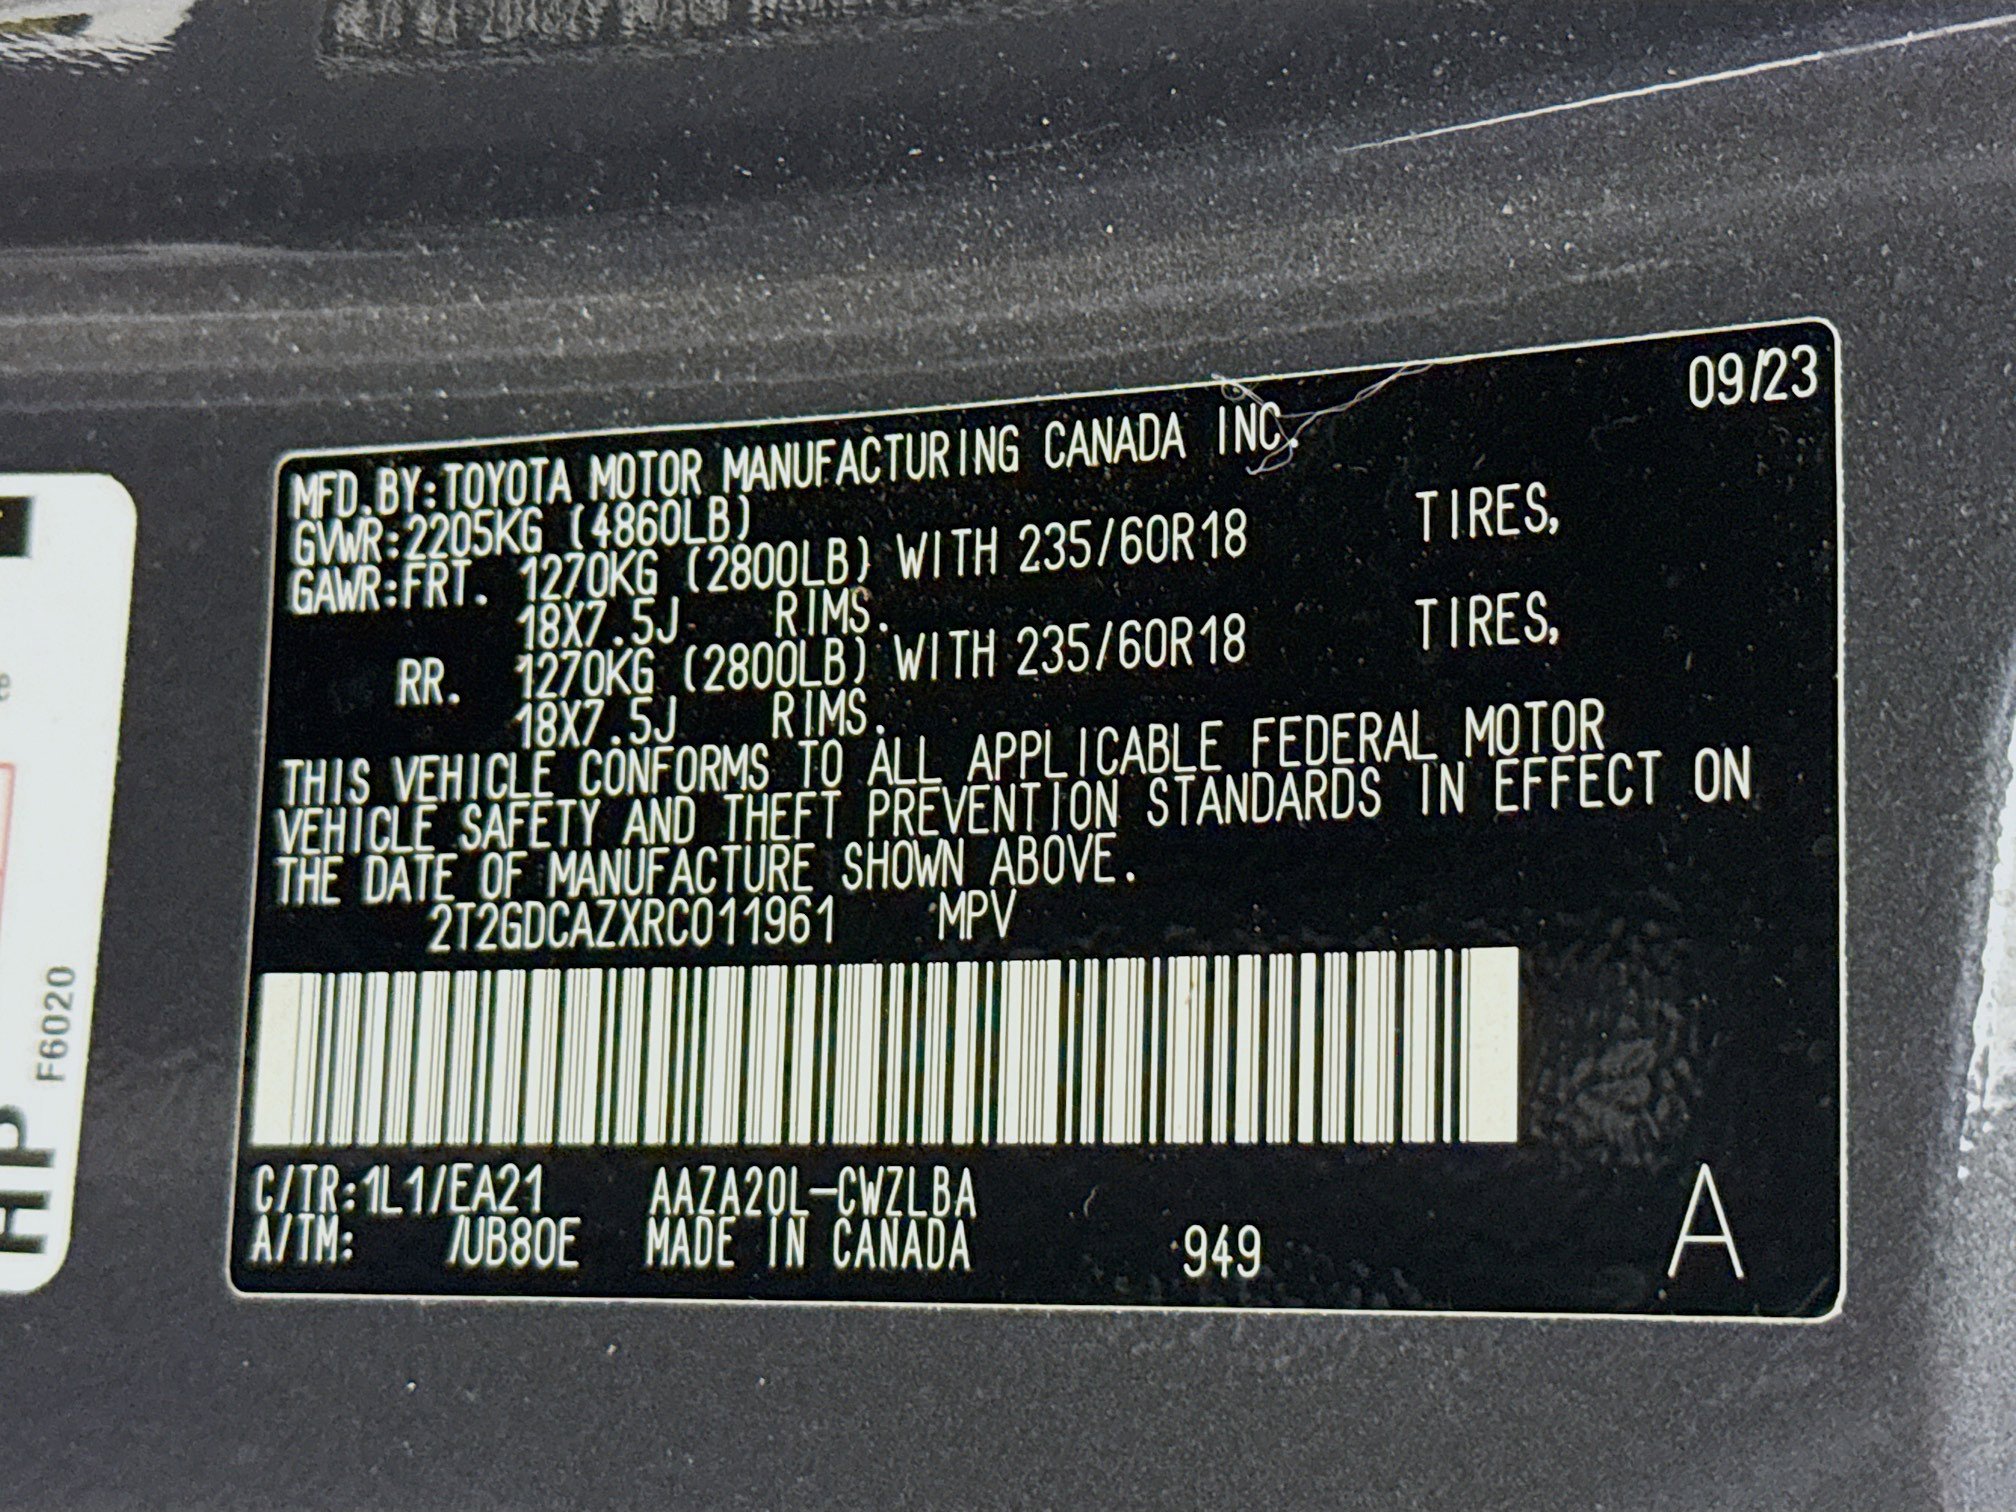 09/23
MFD.BY:TOYOTA MOTOR MANUFACTURING CANADA INC.
GVWR:2205KG (4860LB)
GAWR:FRT. 1270KG (2800LB) WITH 235/60R18 TIRES,
18X7.5J RIMS.
RR. 1270KG (2800LB) WITH 235/60R18 TIRES,
18X7.5J RIMS.
THIS VEHICLE CONFORMS TO ALL APPLICABLE FEDERAL MOTOR
VEHICLE SAFETY AND THEFT PREVENTION STANDARDS IN EFFECT ON
THE DATE OF MANUFACTURE SHOWN ABOVE.
2T2GDCAZXRC011961 MPV
C/TR:1L1/EA21 AAZA20L-CWZLBA
A/TM: /UB80E MADE IN CANADA 949 A
F6020
HP